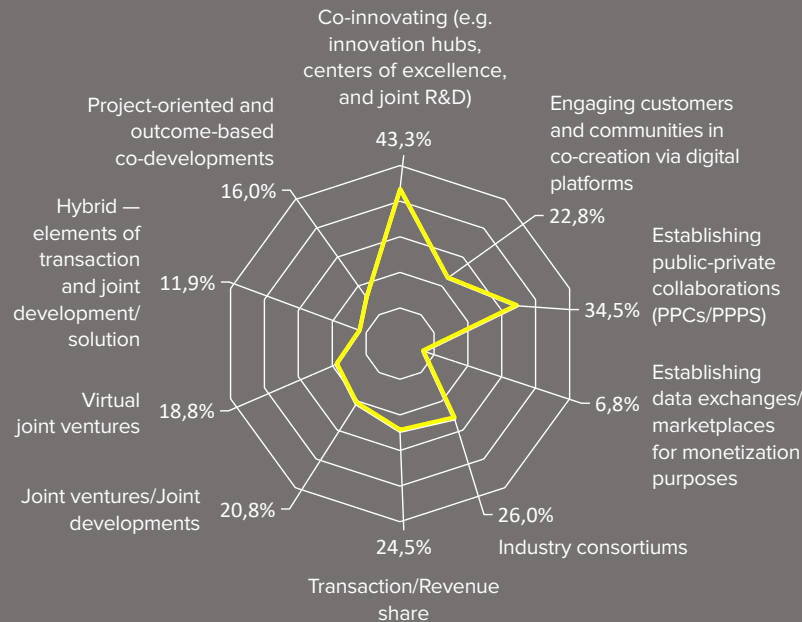 Co-innovating (e.g.
innovation hubs,
centers of excellence,
and joint R&D)
43,3%
Engaging customers
and communities in
co-creation via digital
platforms
22,8%
Establishing
public-private
collaborations
(PPCs/PPPS)
34,5%
Establishing
data exchanges/
marketplaces
for monetization
purposes
6,8%
26,0%
Industry consortiums
24,5%
Transaction/Revenue
share
Joint ventures/Joint
developments
20,8%
Virtual
joint ventures
18,8%
Hybrid —
elements of
transaction
and joint
development/
solution
11,9%
Project-oriented and
outcome-based
co-developments
16,0%